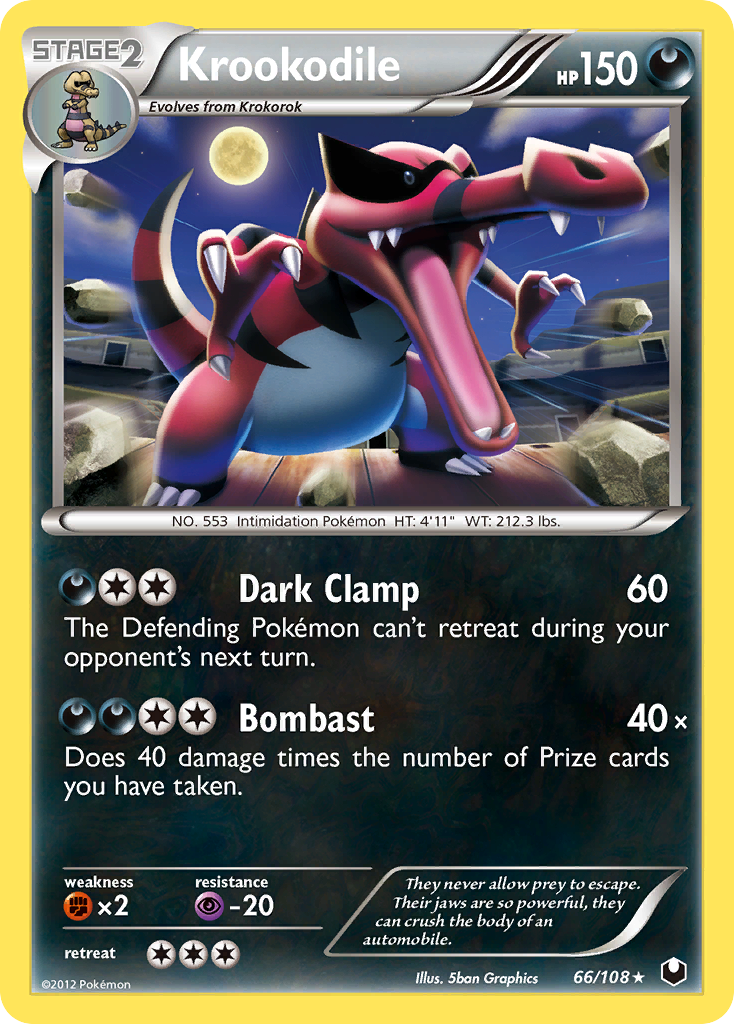 STAGE2
Krookodile
HP150
Evolves from Krokorok
NO. 553 Intimidation Pokémon HT: 4'11" WT: 212.3 lbs.
Dark Clamp 60
The Defending Pokémon can't retreat during your
opponent's next turn.
Bombast 40×
Does 40 damage times the number of Prize cards
you have taken.
weakness
×2
resistance
-20
retreat
They never allow prey to escape.
Their jaws are so powerful, they
can crush the body of an
automobile.
©2012 Pokémon
Illus. 5ban Graphics
66/108★